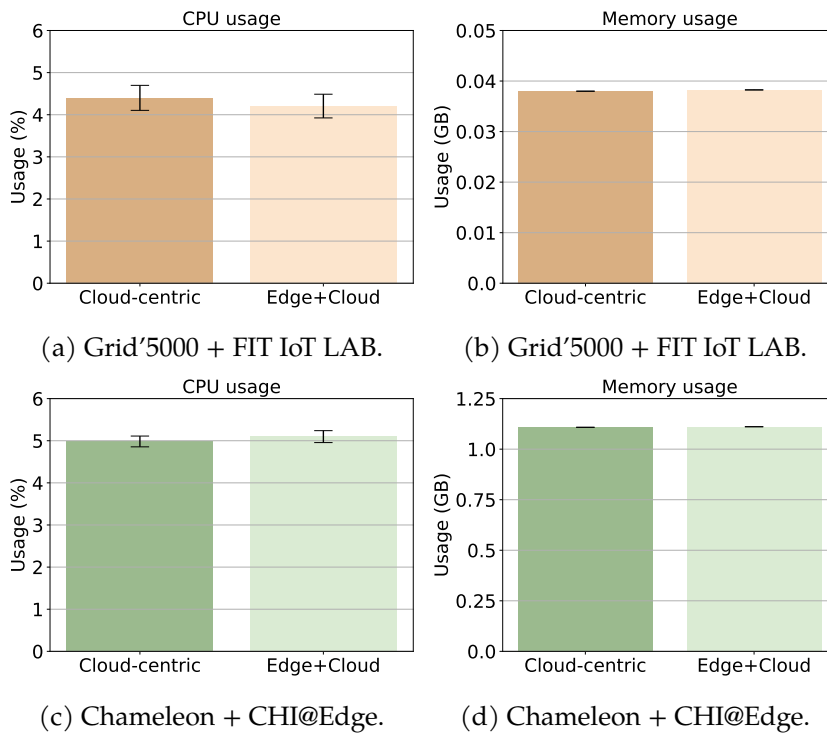 CPU usage
Usage (%)
6
5
4
3
2
1
0
Cloud-centric Edge+Cloud
(a) Grid'5000 + FIT IoT LAB.
Memory usage
Usage (GB)
0.05
0.04
0.03
0.02
0.01
0.0
Cloud-centric Edge+Cloud
(b) Grid'5000 + FIT IoT LAB.
CPU usage
Usage (%)
6
5
4
3
2
1
0
Cloud-centric Edge+Cloud
(c) Chameleon + CHI@Edge.
Memory usage
Usage (GB)
1.25
1.0
0.75
0.5
0.25
0.0
Cloud-centric Edge+Cloud
(d) Chameleon + CHI@Edge.